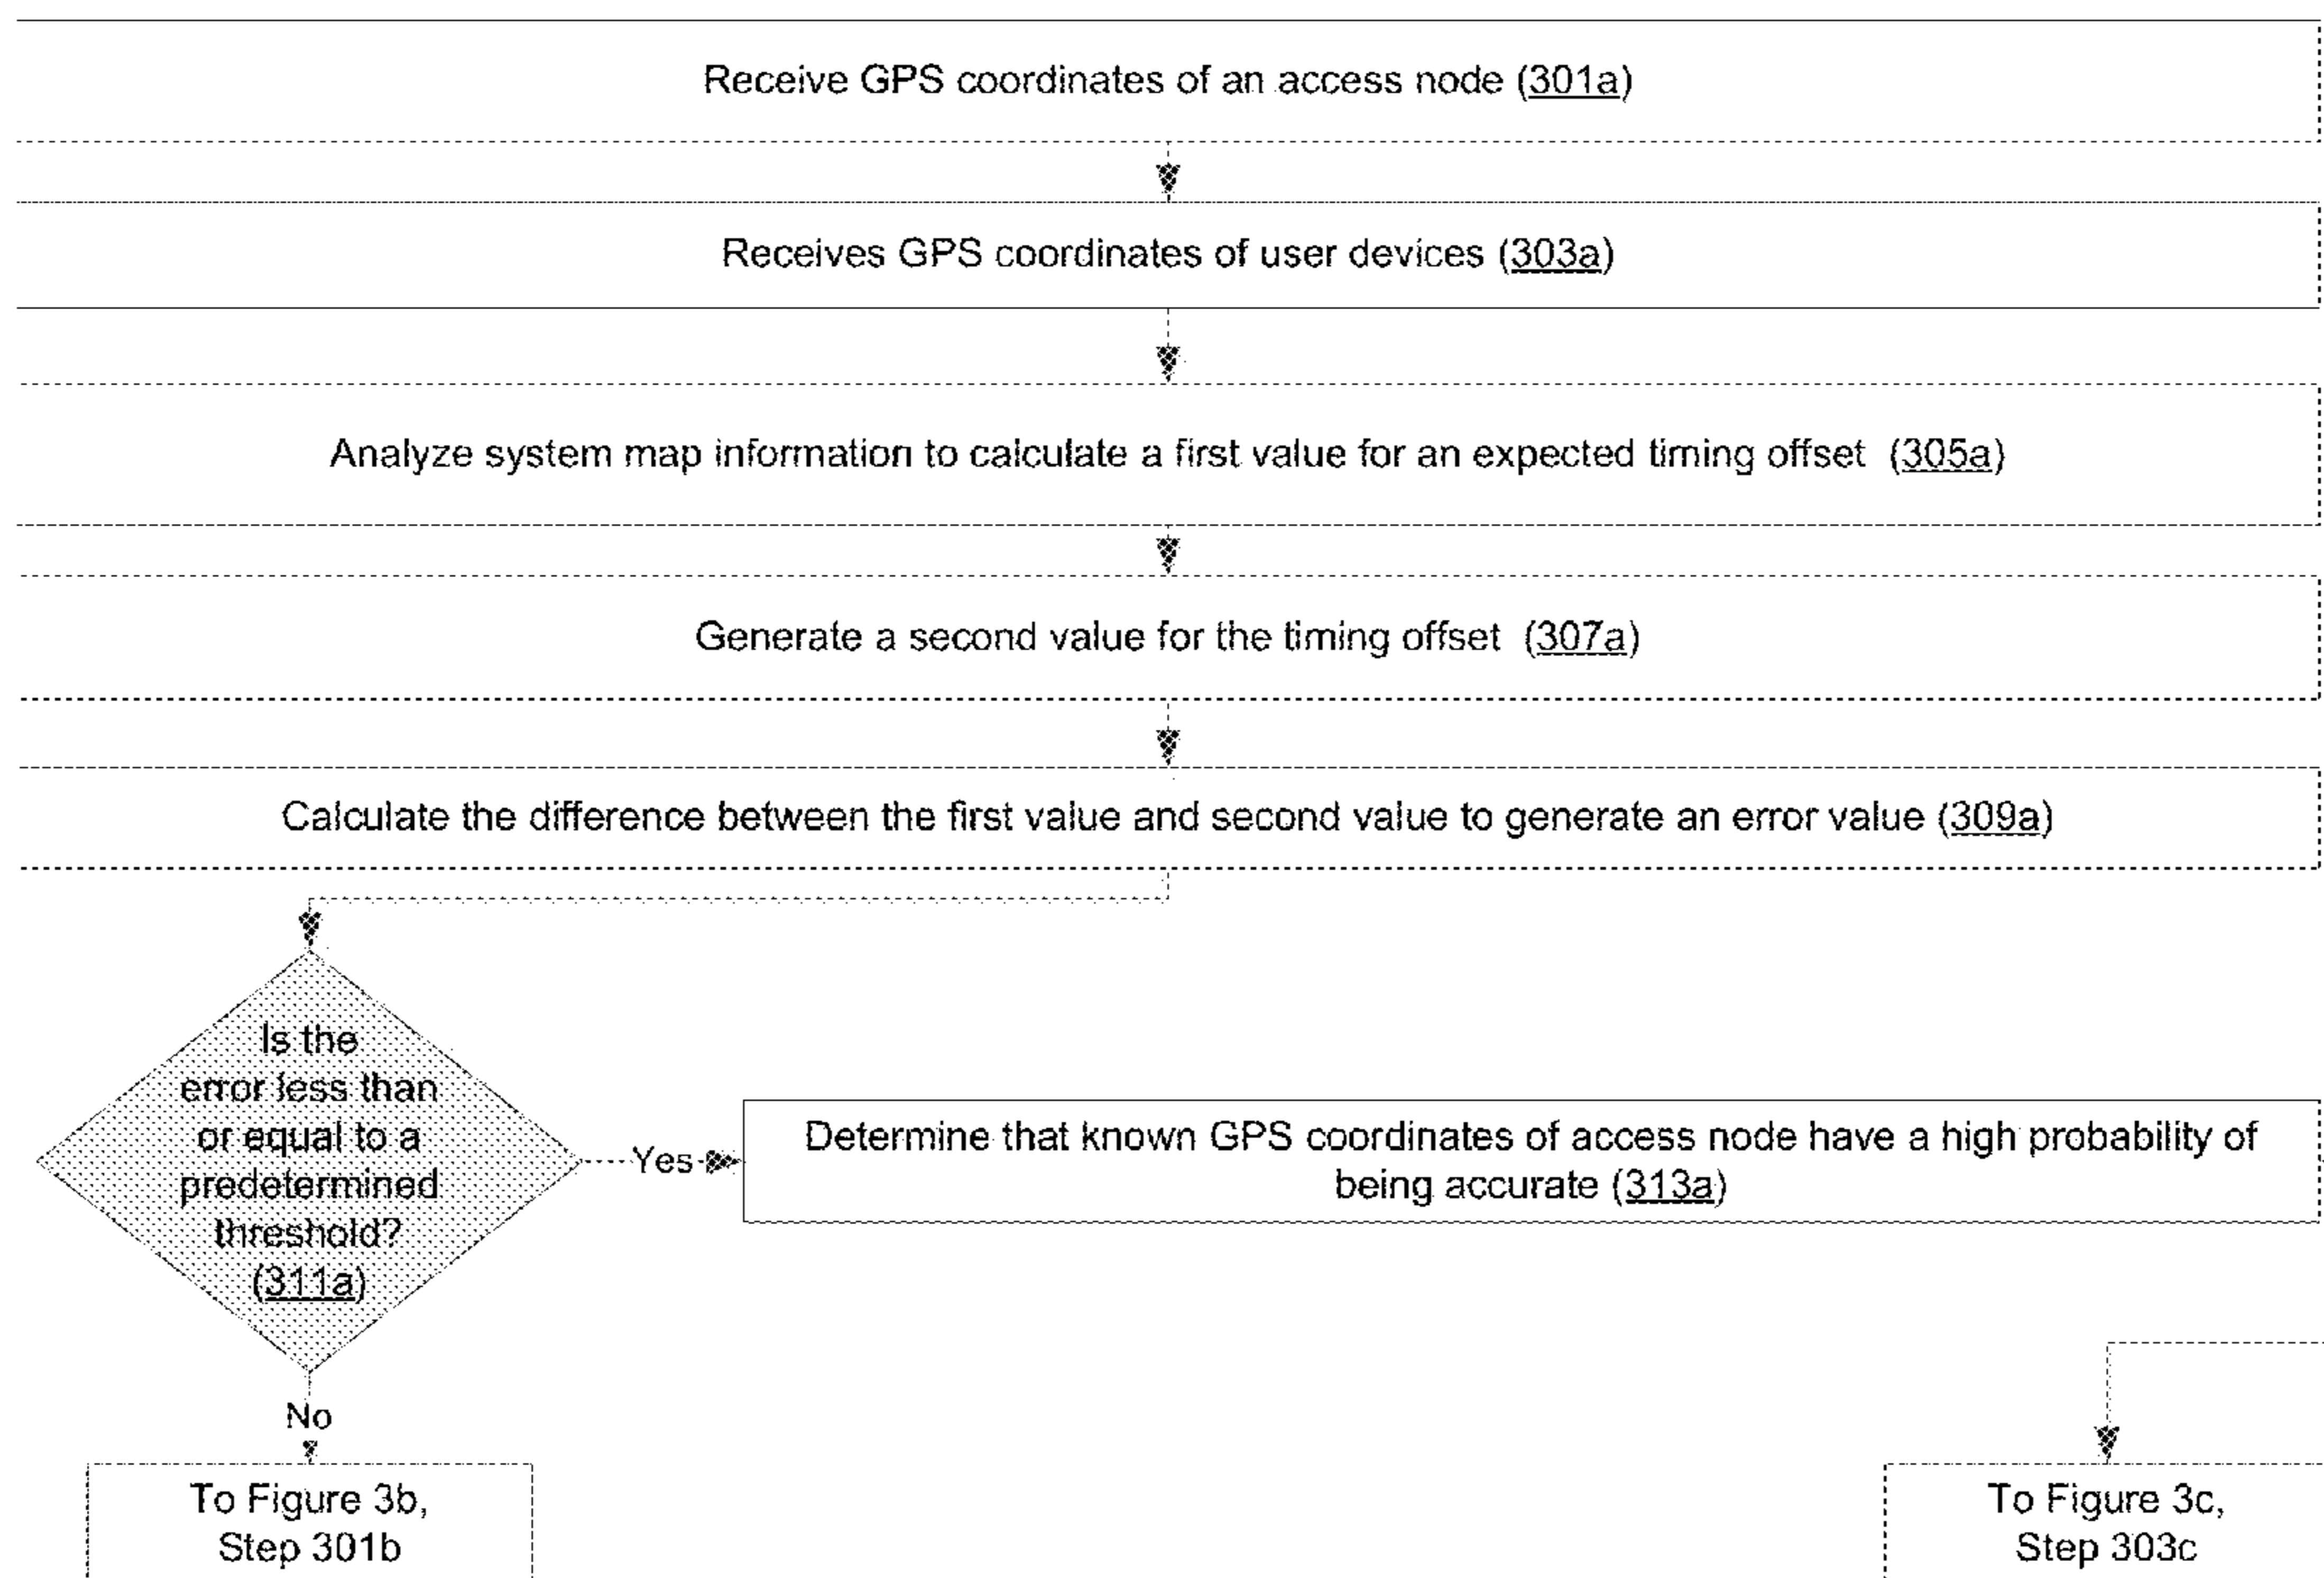 Receive GPS coordinates of an access node (301a)
Receives GPS coordinates of user devices (303a)
Analyze system map information to calculate a first value for an expected timing offset (305a)
Generate a second value for the timing offset (307a)
Calculate the difference between the first value and second value to generate an error value (309a)
Is the
error less than
or equal to a
predetermined
threshold?
(311a)
Yes
Determine that known GPS coordinates of access node have a high probability of
being accurate (313a)
No
To Figure 3b,
Step 301b
To Figure 3c,
Step 303c